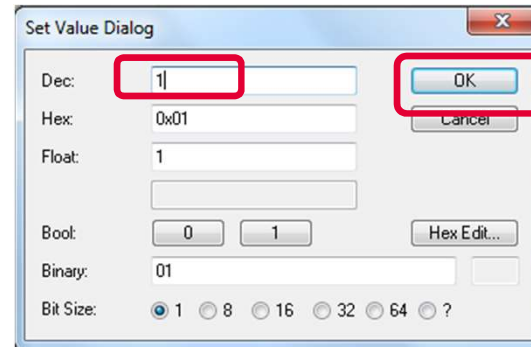 Set Value Dialog
Dec: 1 OK
Hex: 0x01 Cancel
Float: 1
Bool: 0 1 Hex Edit...
Binary: 01
Bit Size: 1 8 16 32 64 ?